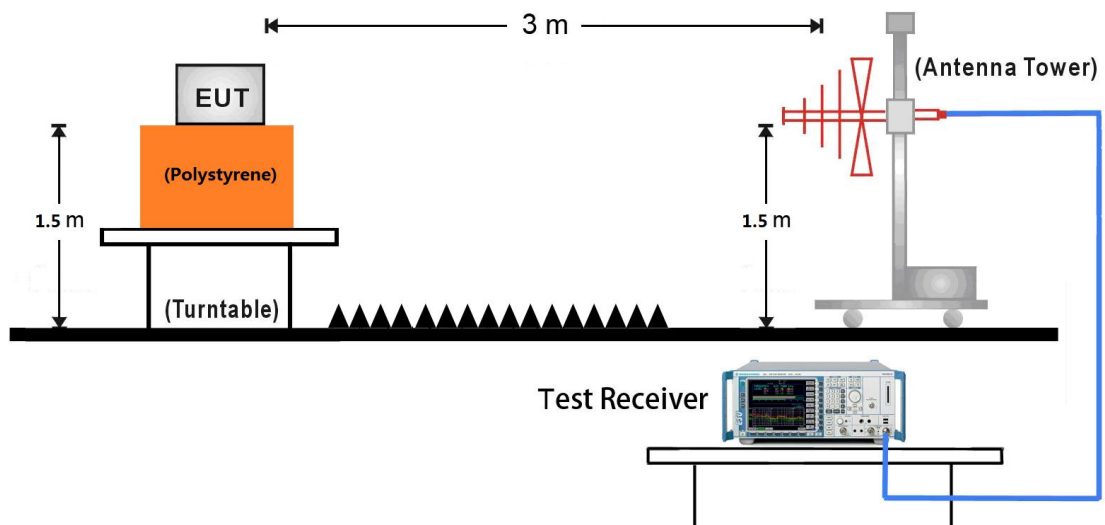 3 m
(Antenna Tower)
EUT
(Polystyrene)
1.5 m
1.5 m
(Turntable)
Test Receiver